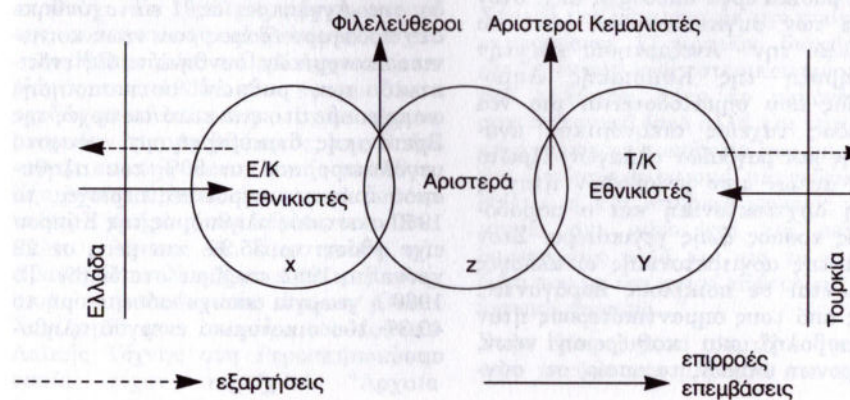 Φιλελεύθεροι
Αριστεροί Κεμαλιστές
Ε/Κ
Εθνικιστές
Αριστερά
Τ/Κ
Εθνικιστές
x
z
Y
Ελλάδα
Τουρκία
εξαρτήσεις
επιρροές
επεμβάσεις